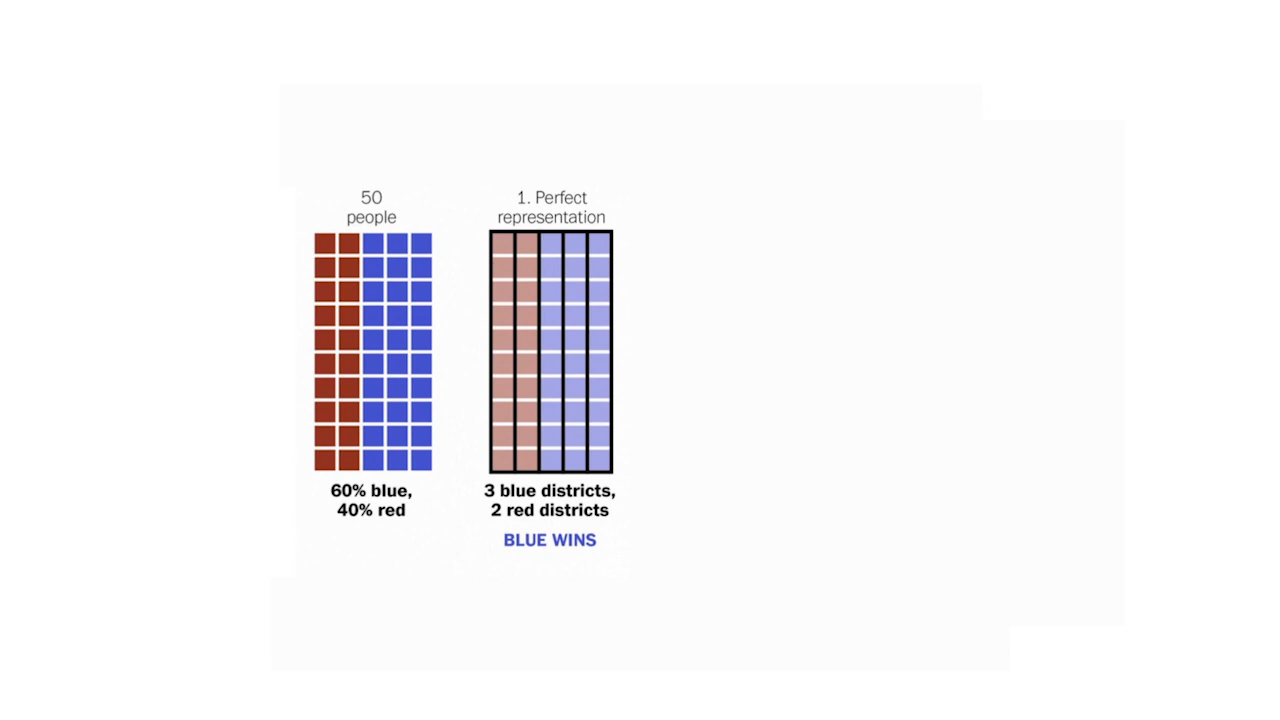 50
people
60% blue,
40% red
1. Perfect
representation
3 blue districts,
2 red districts
BLUE WINS